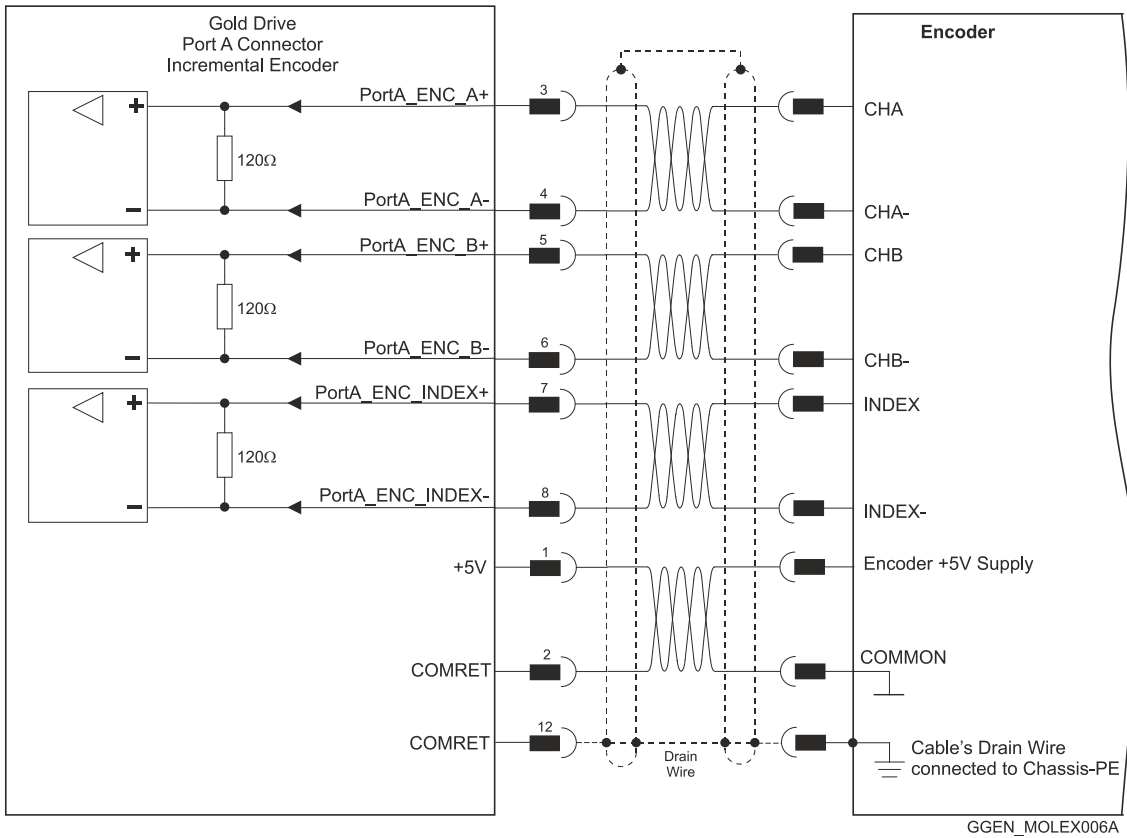 Gold Drive
Port A Connector
Incremental Encoder
Encoder
+
PortA_ENC_A+
3
CHA
120Ω
-
PortA_ENC_A-
4
CHA-
+
PortA_ENC_B+
5
CHB
120Ω
-
PortA_ENC_B-
6
CHB-
+
PortA_ENC_INDEX+
7
INDEX
120Ω
-
PortA_ENC_INDEX-
8
INDEX-
+5V
1
Encoder +5V Supply
COMRET
2
COMMON
COMRET
12
Drain
Wire
Cable's Drain Wire
connected to Chassis-PE
GGEN_MOLEX006A